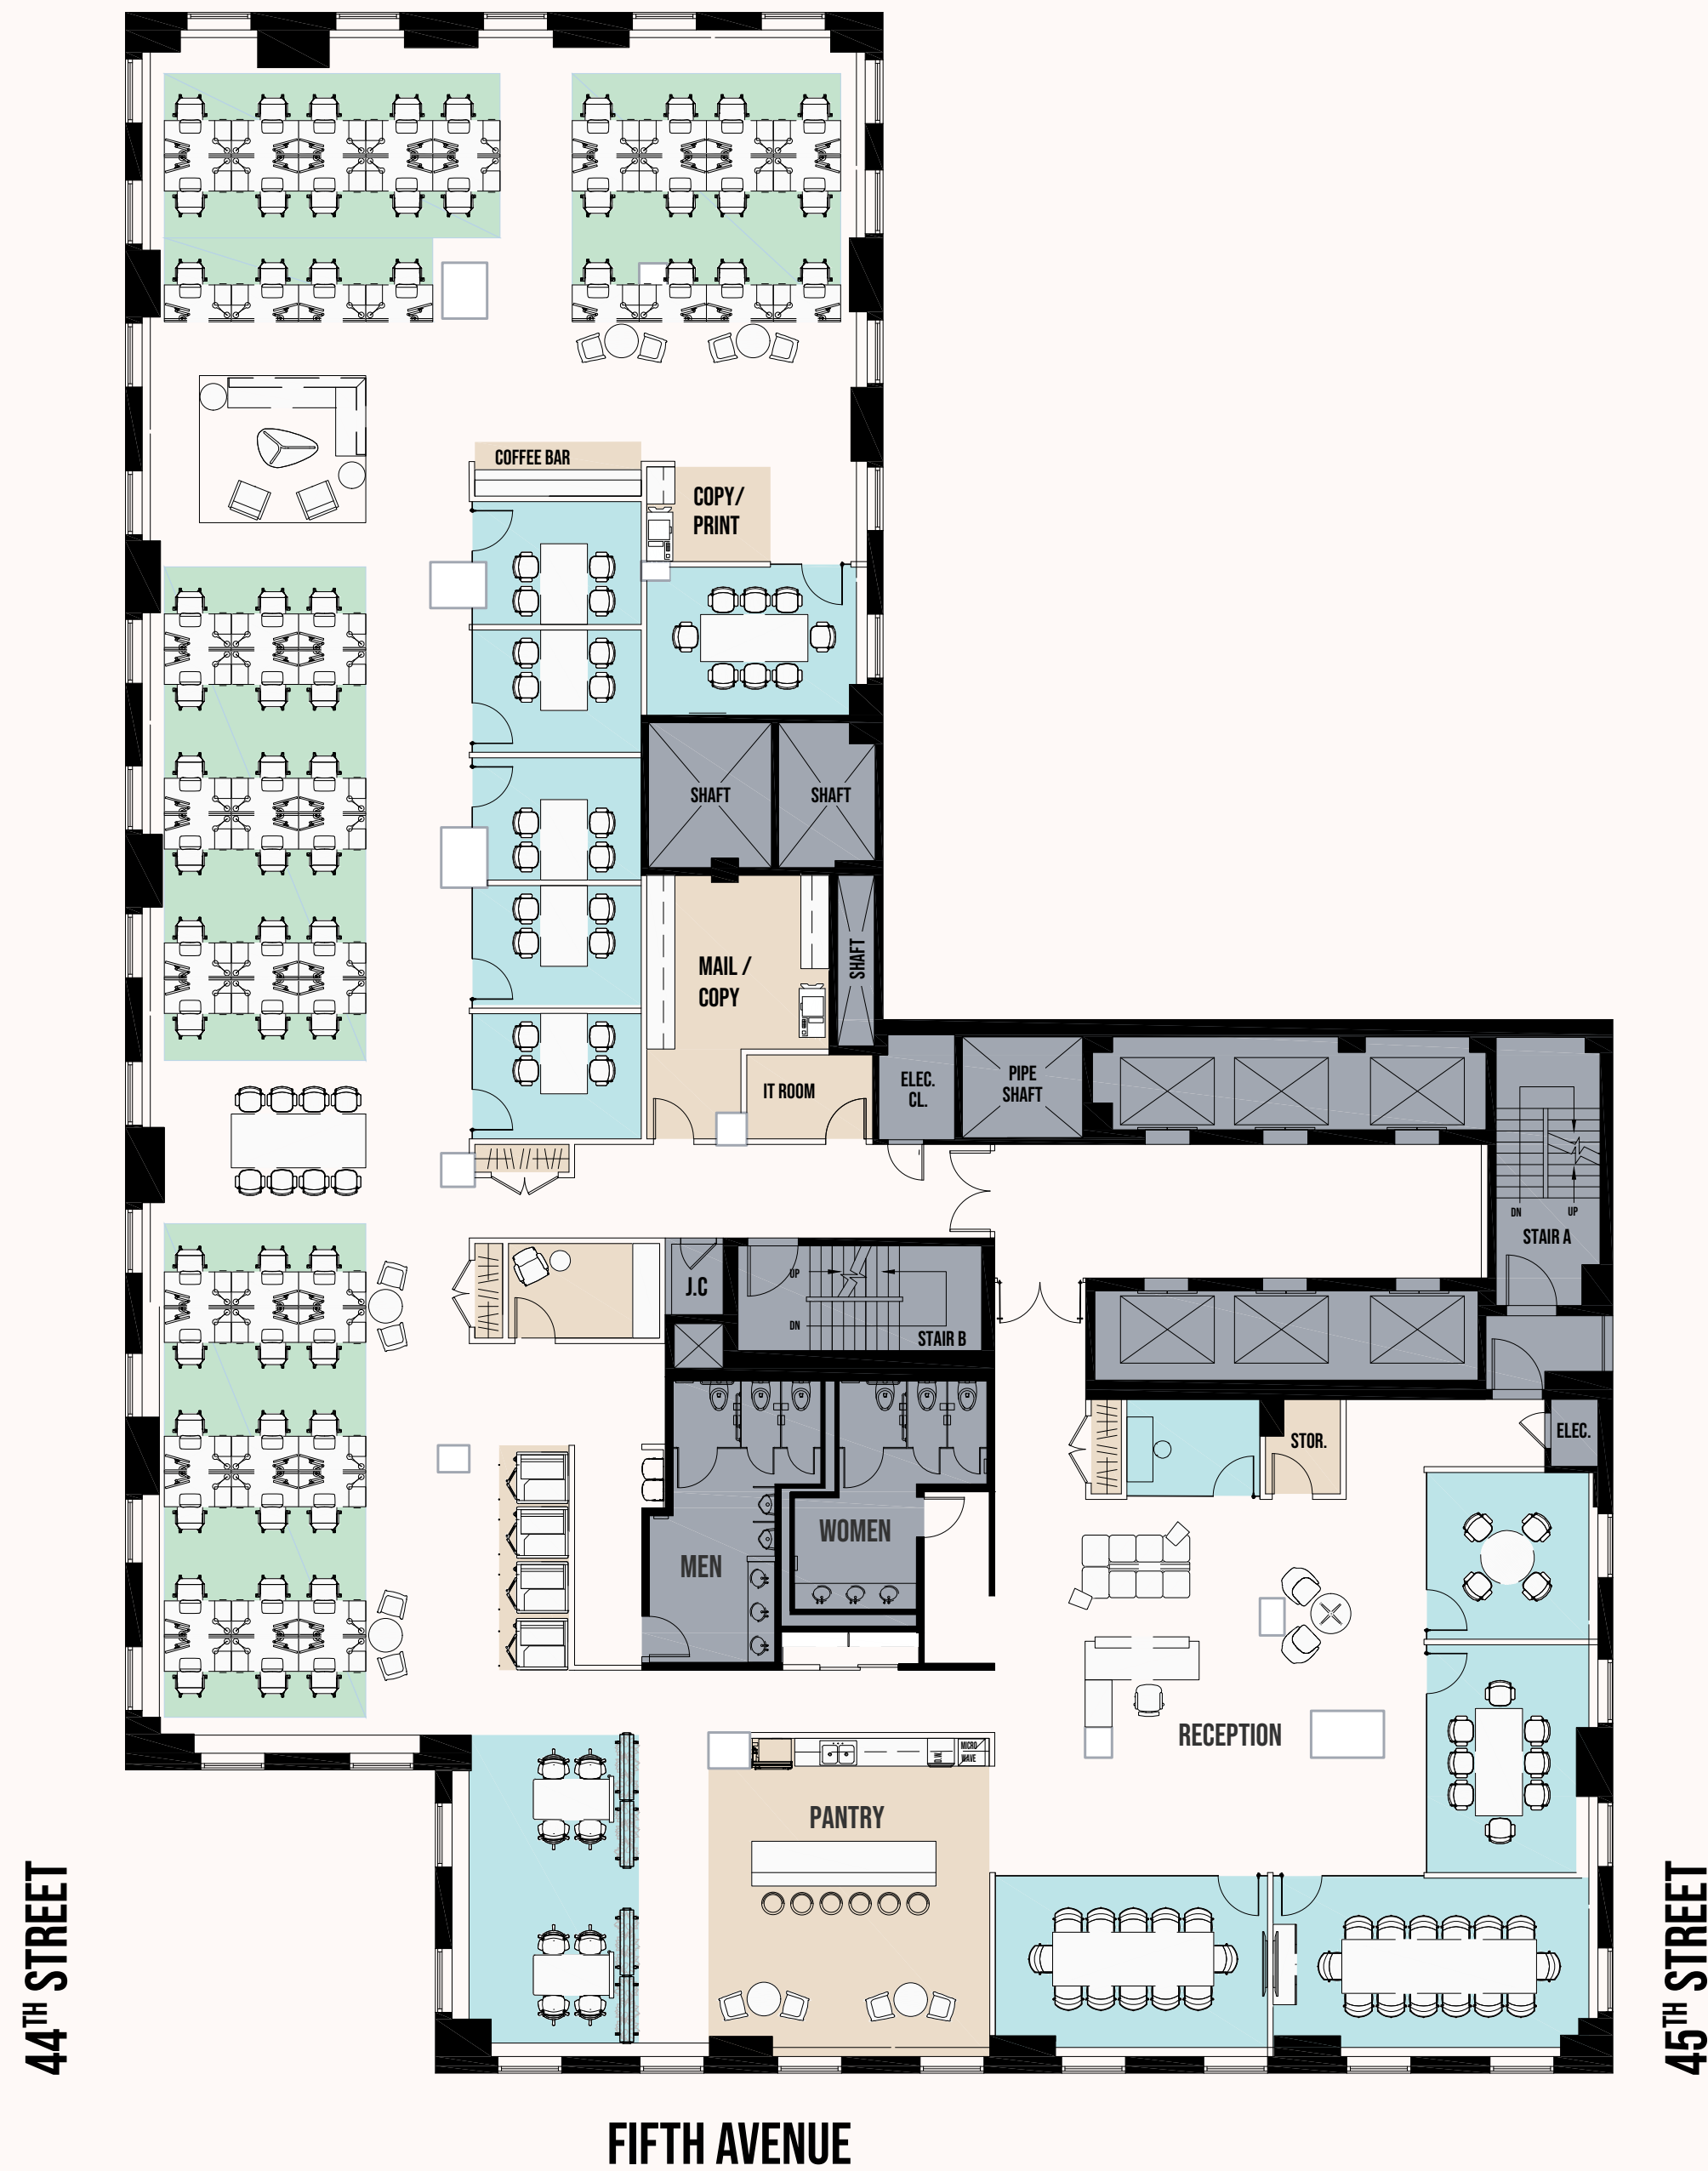 COFFEE BAR
COPY/
PRINT
SHAFT
SHAFT
MAIL /
COPY
SHAFT
IT ROOM
ELEC.
CL.
PIPE
SHAFT
DN
UP
STAIR A
J.C
UP
DN
STAIR B
STOR.
ELEC.
MEN
WOMEN
RECEPTION
MICRO
WAVE
PANTRY
44TH STREET
45TH STREET
FIFTH AVENUE